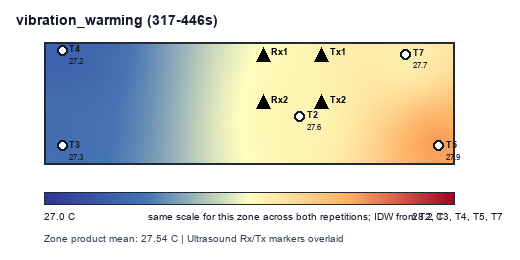 vibration_warming (317-446s)
T4
27.2
Rx1
Tx1
T7
27.7
Rx2
Tx2
T2
27.6
T3
27.3
T5
27.9
27.0 C
same scale for this zone across both repetitions; IDW from T2, T3, T4, T5, T7
28.2 C
Zone product mean: 27.54 C | Ultrasound Rx/Tx markers overlaid